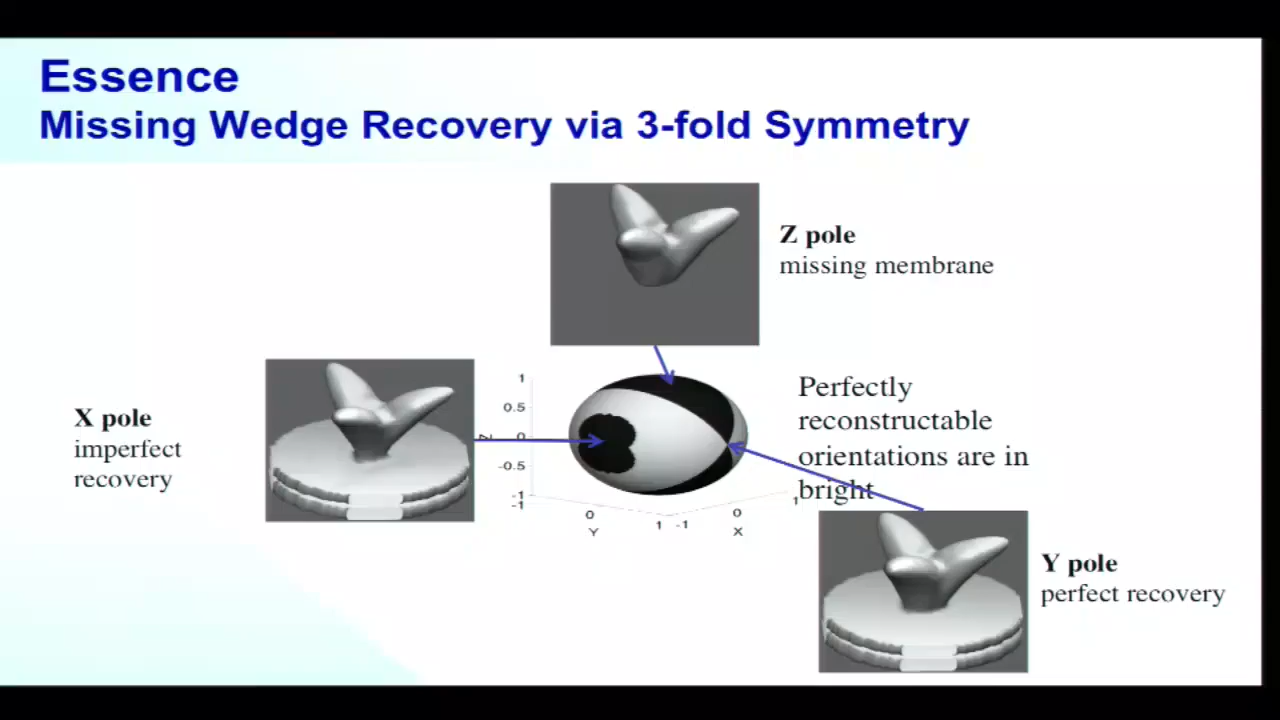 Essence
Missing Wedge Recovery via 3-fold Symmetry
Z pole
missing membrane
X pole
imperfect
recovery
Perfectly
reconstructable
orientations are in
bright
Y pole
perfect recovery
1
0.5
0
-0.5
-1
Z
-1
0
1
Y
-1
0
1
X